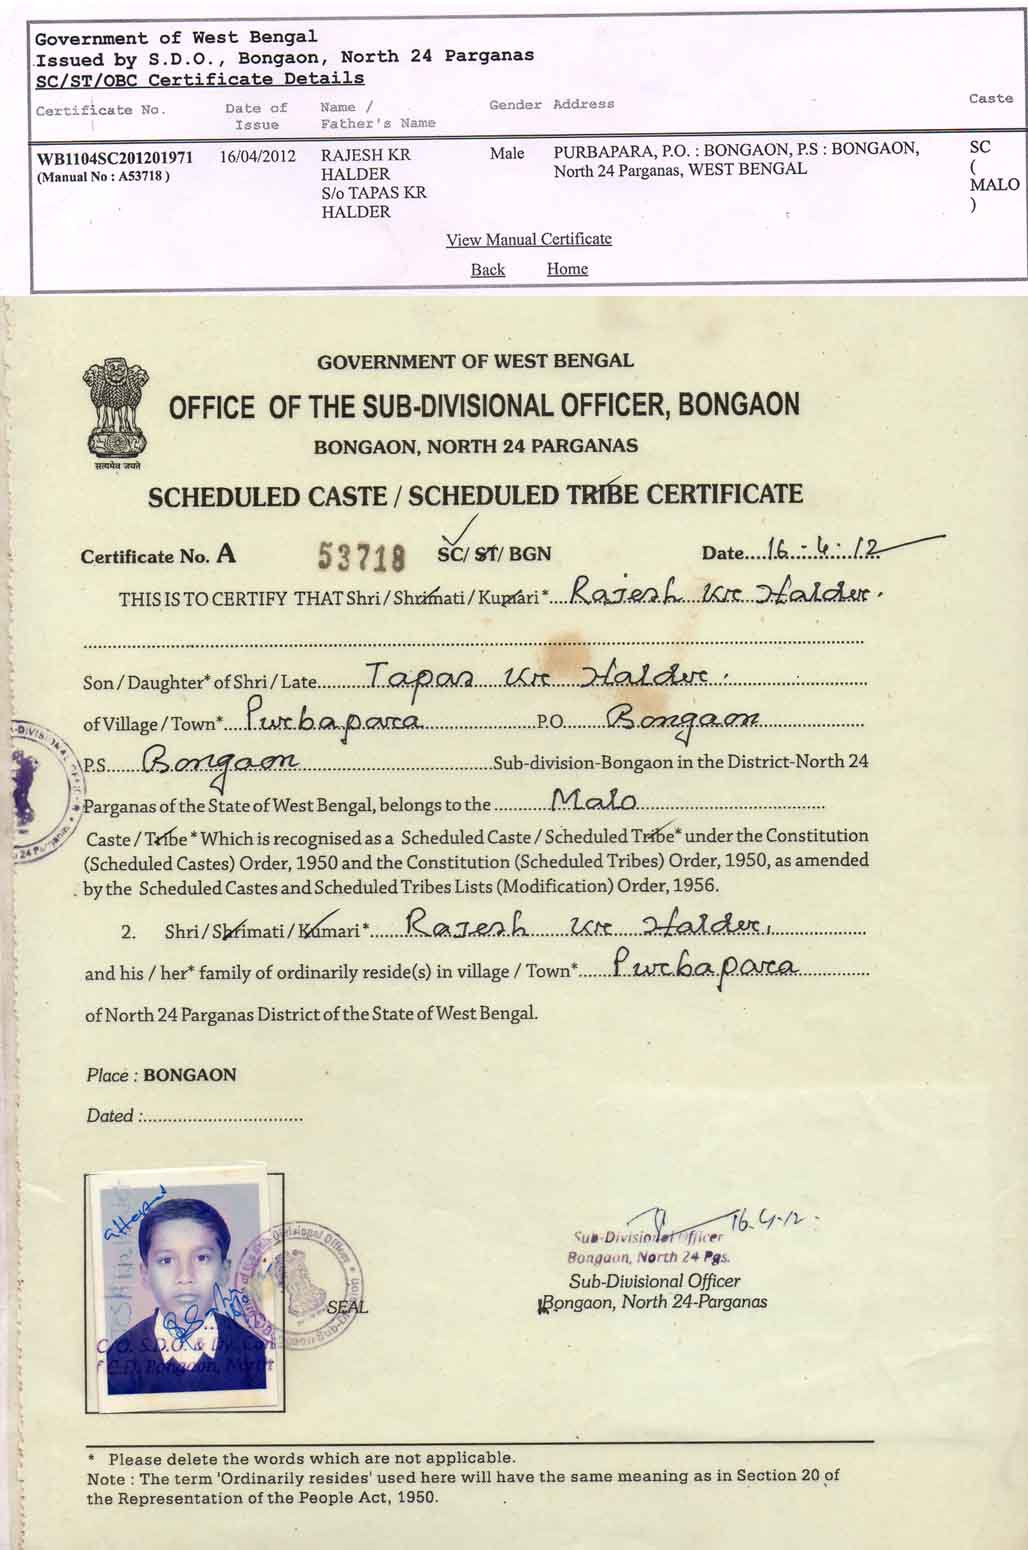 Government of West Bengal
Issued by S.D.O., Bongaon, North 24 Parganas
SC/ST/OBC Certificate Details
Certificate No. Date of Issue Name / Father's Name Gender Address Caste
WB1104SC201201971 (Manual No : A53718 ) 16/04/2012 RAJESH KR HALDER S/o TAPAS KR HALDER Male PURBAPARA, P.O. : BONGAON, P.S : BONGAON, North 24 Parganas, WEST BENGAL SC ( MALO )
View Manual Certificate
Back Home
सत्यमेव जयते
GOVERNMENT OF WEST BENGAL
OFFICE OF THE SUB-DIVISIONAL OFFICER, BONGAON
BONGAON, NORTH 24 PARGANAS
SCHEDULED CASTE / SCHEDULED TRIBE CERTIFICATE
Certificate No. A 53718 SC/ ST/ BGN Date....16.-.4.-..12
THIS IS TO CERTIFY THAT Shri / Shrimati / Kumari*....Rajesh Kr Halder.
Son / Daughter* of Shri / Late........Tapas Kr Halder.
of Village / Town*....Purbapara............P.O.......Bongaon
P.S.......Bongaon............Sub-division-Bongaon in the District-North 24
Parganas of the State of West Bengal, belongs to the ...........Malo
Caste / Tribe * Which is recognised as a Scheduled Caste / Scheduled Tribe* under the Constitution
(Scheduled Castes) Order, 1950 and the Constitution (Scheduled Tribes) Order, 1950, as amended
by the Scheduled Castes and Scheduled Tribes Lists (Modification) Order, 1956.
2. Shri / Shrimati / Kumari*.......Rajesh Kr Halder,
and his / her* family of ordinarily reside(s) in village / Town*......Purbapara
of North 24 Parganas District of the State of West Bengal.
Place : BONGAON
Dated :................................
16.4.12.
Sub-Divisional Officer
Bongaon, North 24 Pgs.
Sub-Divisional Officer
Bongaon, North 24-Parganas
SEAL
* Please delete the words which are not applicable.
Note : The term 'Ordinarily resides' used here will have the same meaning as in Section 20 of
the Representation of the People Act, 1950.